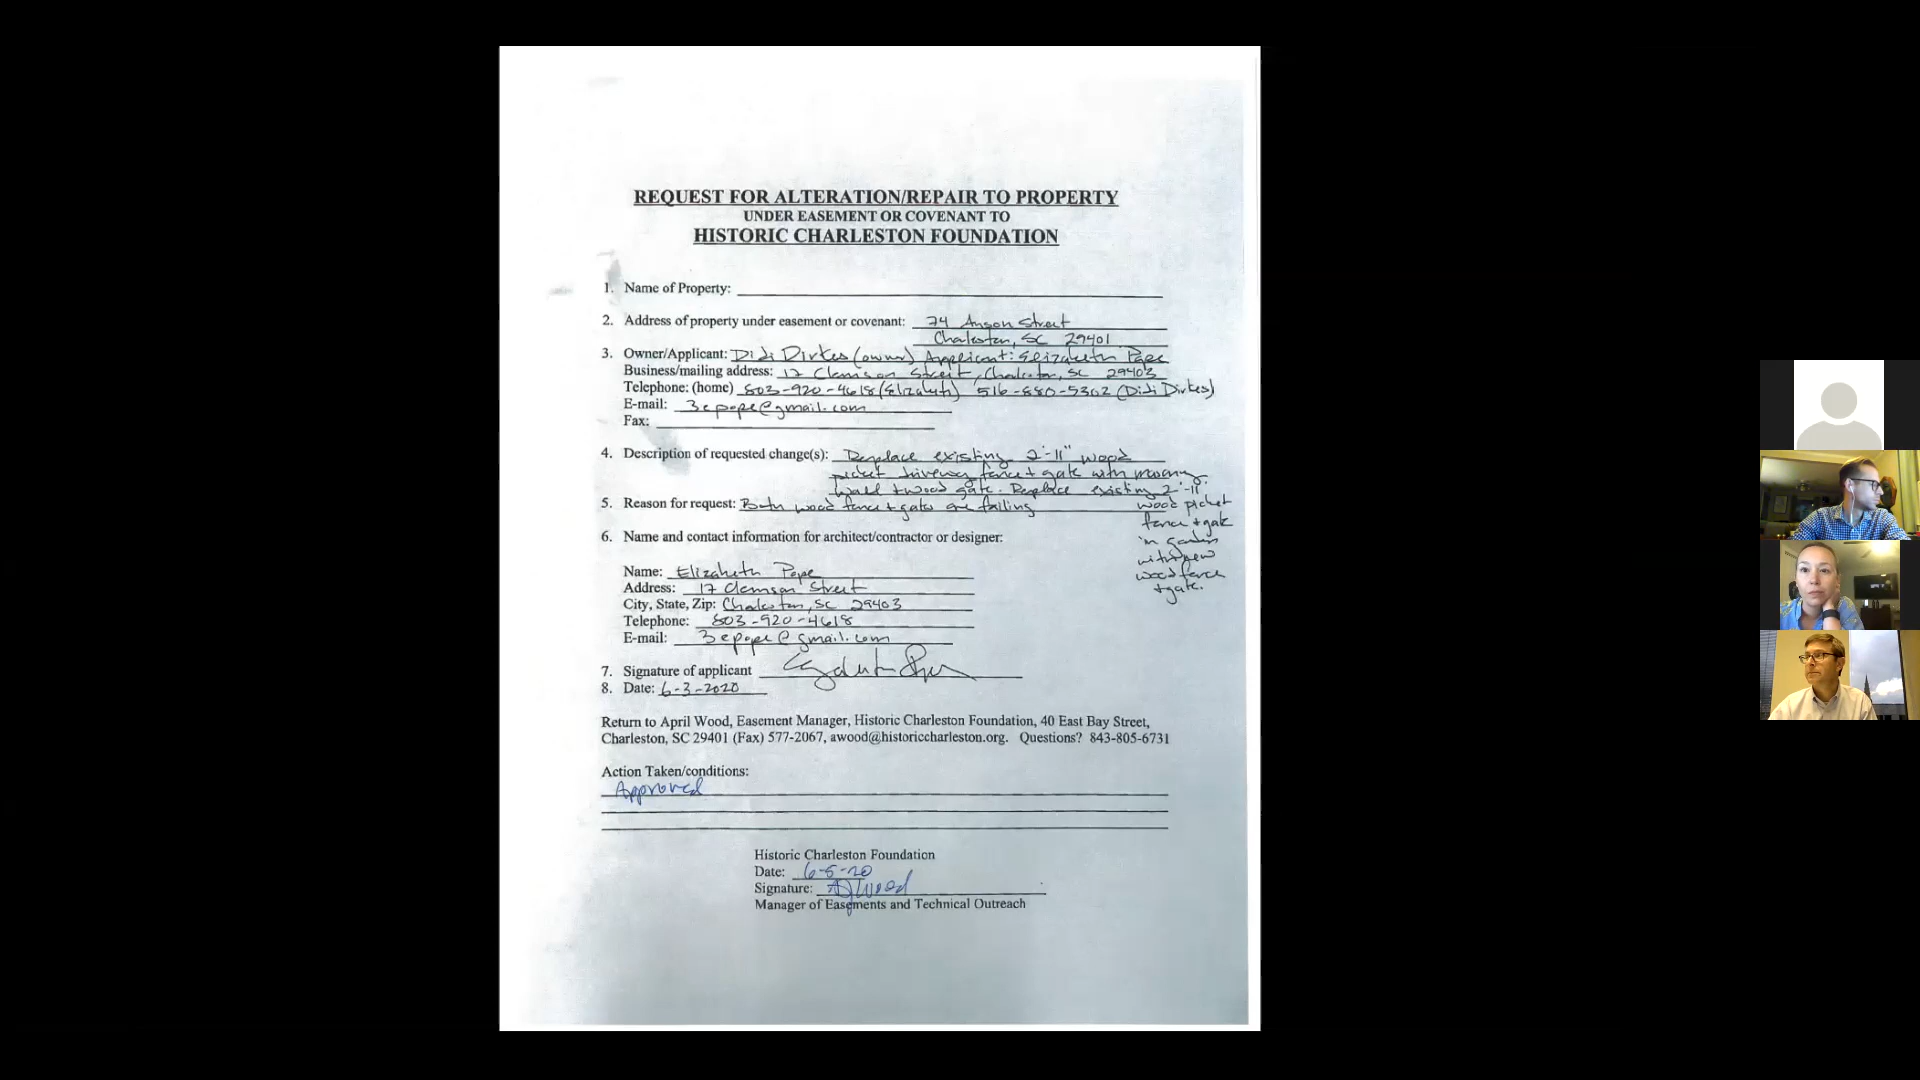 REQUEST FOR ALTERATION/REPAIR TO PROPERTY
UNDER EASEMENT OR COVENANT TO
HISTORIC CHARLESTON FOUNDATION
1. Name of Property:
2. Address of property under easement or covenant: 74 Anson Street
Charleston, SC 29401
3. Owner/Applicant: Didi Dirkes (owner) Applicant: Elizabeth Pope
Business/mailing address: 17 Clemson Street, Charleston, SC 29403
Telephone: (home) 803-920-4618 (Elizabeth) 516-880-5302 (Didi Dirkes)
E-mail: 3epope@gmail.com
Fax:
4. Description of requested change(s): Replace existing 2'-11" wood
picket driveway fence + gate with masonry
wall + wood gate. Replace existing 2'-11"
wood picket
fence + gate
in garden
with new
wood fence
+ gate.
5. Reason for request: Both wood fence + gates are failing
6. Name and contact information for architect/contractor or designer:
Name: Elizabeth Pope
Address: 17 Clemson Street
City, State, Zip: Charleston, SC 29403
Telephone: 803-920-4618
E-mail: 3epope@gmail.com
7. Signature of applicant
8. Date: 6-3-2020
Return to April Wood, Easement Manager, Historic Charleston Foundation, 40 East Bay Street,
Charleston, SC 29401 (Fax) 577-2067, awood@historiccharleston.org. Questions? 843-805-6731
Action Taken/conditions:
Approved
Historic Charleston Foundation
Date: 6-5-20
Signature: AWood
Manager of Easements and Technical Outreach